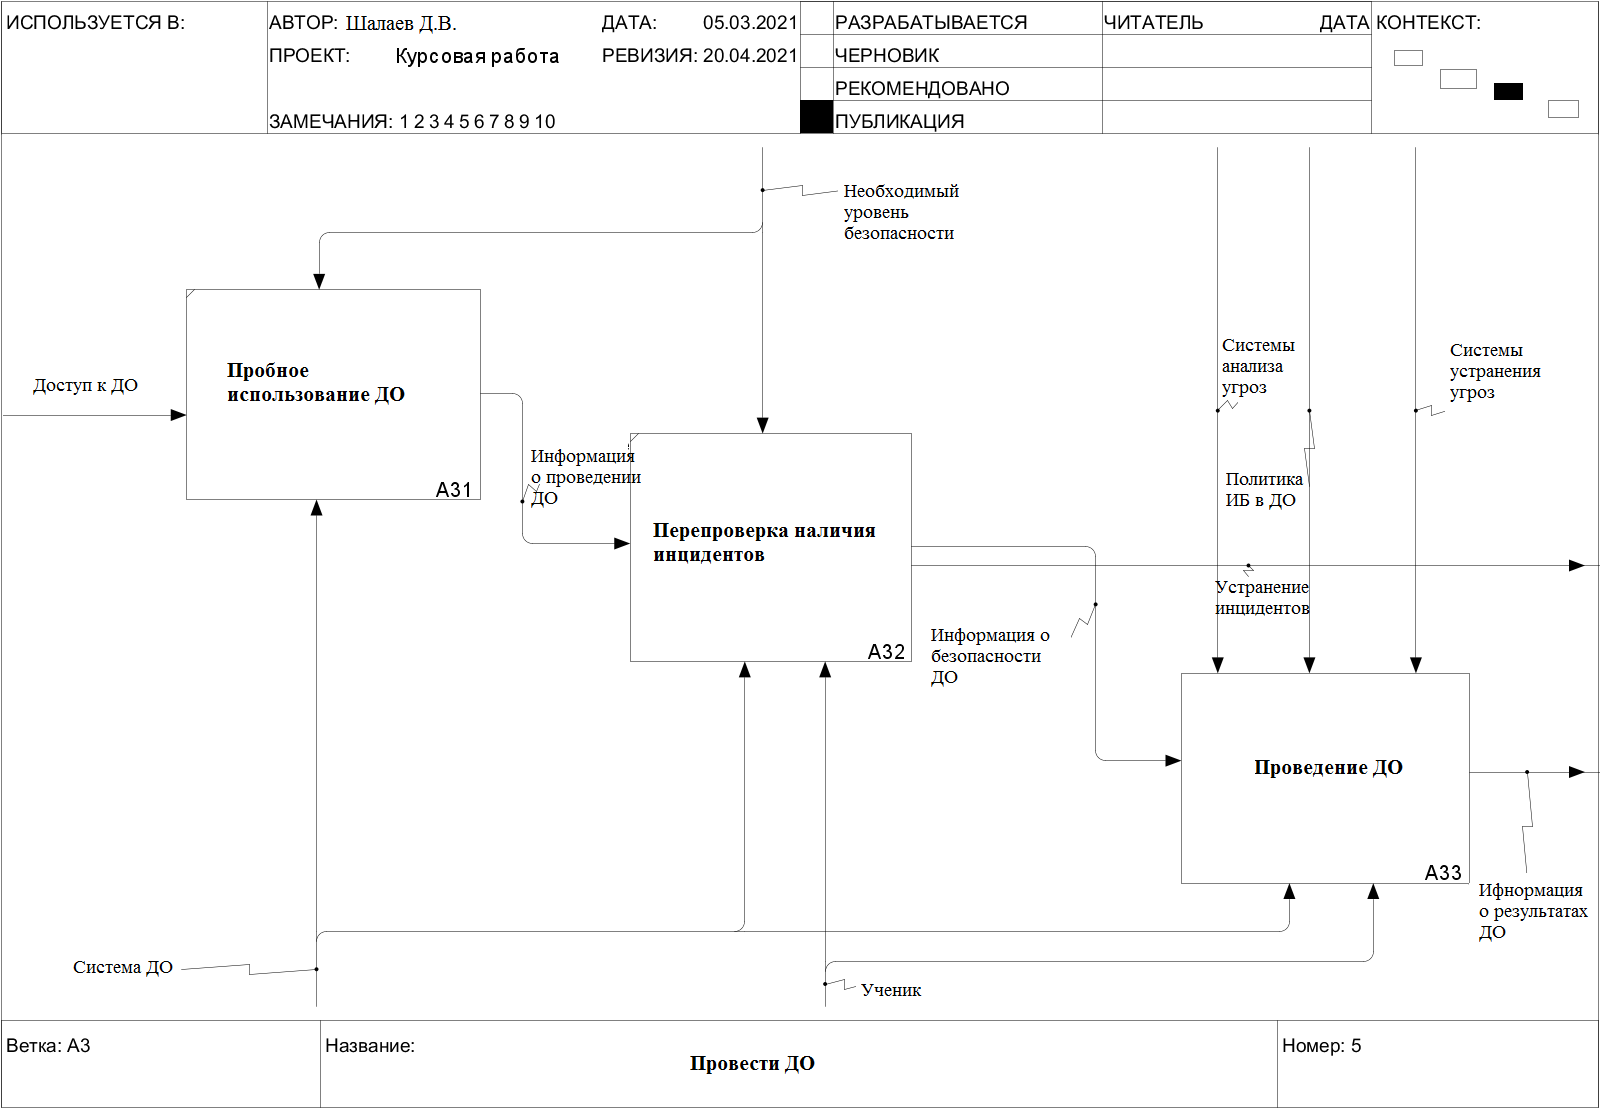 ИСПОЛЬЗУЕТСЯ В:
АВТОР: Шалаев Д.В.
ДАТА: 05.03.2021
ПРОЕКТ: Курсовая работа
РЕВИЗИЯ: 20.04.2021
ЗАМЕЧАНИЯ: 1 2 3 4 5 6 7 8 9 10
РАЗРАБАТЫВАЕТСЯ
ЧЕРНОВИК
РЕКОМЕНДОВАНО
ПУБЛИКАЦИЯ
ЧИТАТЕЛЬ
ДАТА
КОНТЕКСТ:
Необходимый
уровень
безопасности
Доступ к ДО
Пробное
использование ДО
A31
Информация
о проведении
ДО
Перепроверка наличия
инцидентов
A32
Системы
анализа
угроз
Политика
ИБ в ДО
Системы
устранения
угроз
Устранение
инцидентов
Информация о
безопасности
ДО
Проведение ДО
A33
Ифнормация
о результатах
ДО
Система ДО
Ученик
Ветка: A3
Название:
Провести ДО
Номер: 5